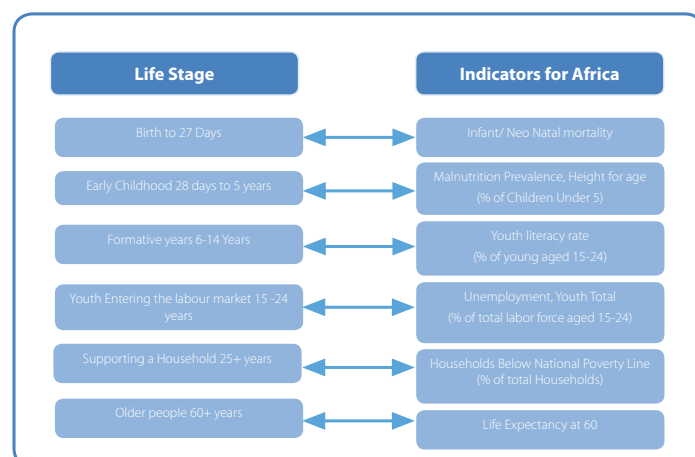 Life Stage
Indicators for Africa
Birth to 27 Days
Infant/ Neo Natal mortality
Early Childhood 28 days to 5 years
Malnutrition Prevalence, Height for age
(% of Children Under 5)
Formative years 6-14 Years
Youth literacy rate
(% of young aged 15-24)
Youth Entering the labour market 15 -24
years
Unemployment, Youth Total
(% of total labor force aged 15-24)
Supporting a Household 25+ years
Households Below National Poverty Line
(% of total Households)
Older people 60+ years
Life Expectancy at 60